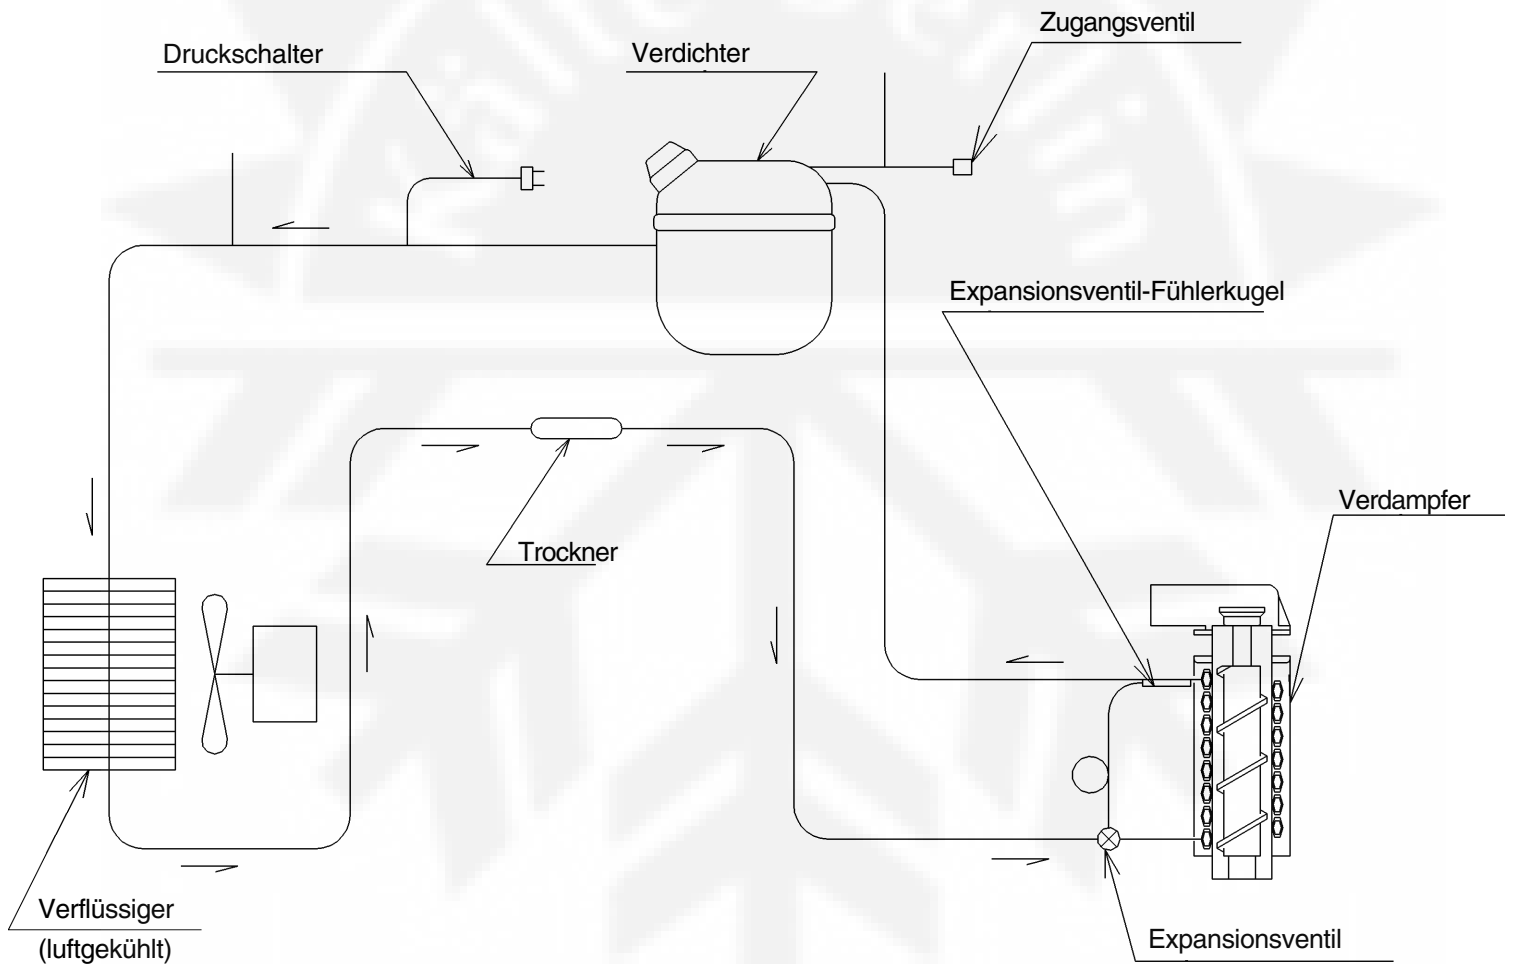 Zugangsventil
Druckschalter
Verdichter
Expansionsventil-Fühlerkugel
Verdampfer
Trockner
Verflüssiger
(luftgekühlt)
Expansionsventil